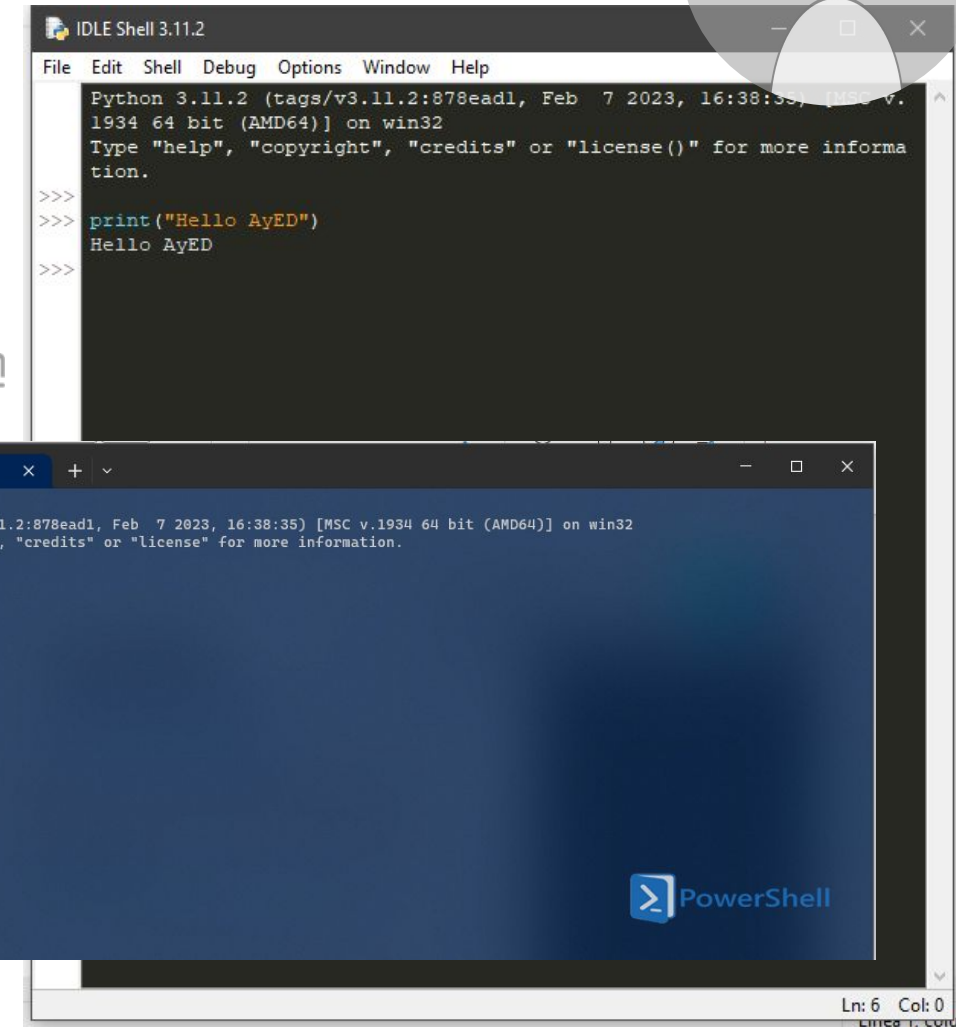 IDLE Shell 3.11.2
File Edit Shell Debug Options Window Help
Python 3.11.2 (tags/v3.11.2:878ead1, Feb  7 2023, 16:38:35) [MSC v.
1934 64 bit (AMD64)] on win32
Type "help", "copyright", "credits" or "license()" for more informa
tion.
>>>
>>> print("Hello AyED")
Hello AyED
>>>
1.2:878ead1, Feb  7 2023, 16:38:35) [MSC v.1934 64 bit (AMD64)] on win32
, "credits" or "license" for more information.
PowerShell
Ln: 6 Col: 0